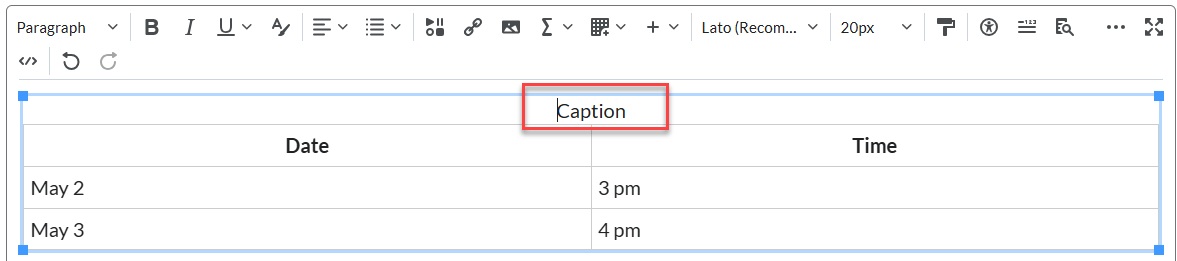 Paragraph B I U Lato (Recom... 20px
Caption
Date Time
May 2 3 pm
May 3 4 pm